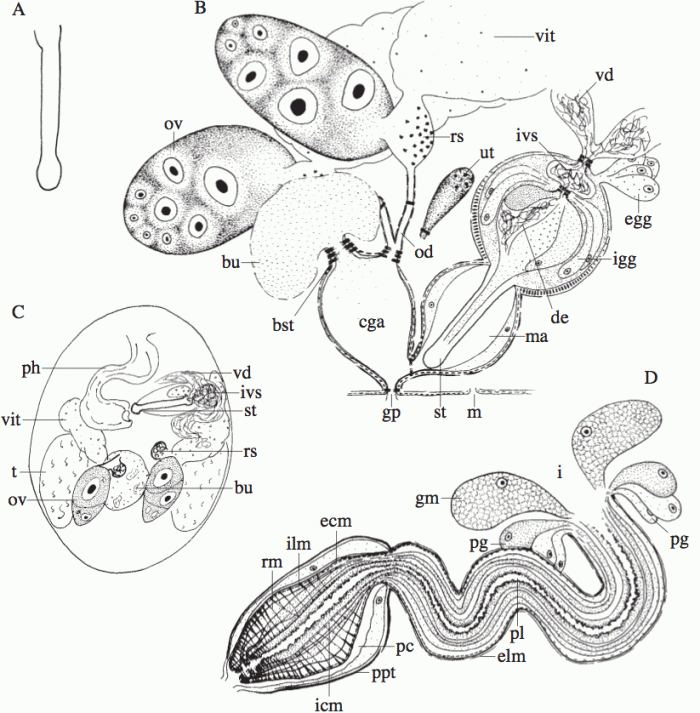 A
B
vit
vd
ov
rs
ut
ivs
egg
bu
od
igg
bst
cga
de
ma
gp
st
m
C
ph
vd
ivs
st
vit
rs
t
ov
bu
D
i
gm
pg
pg
ecm
ilm
rm
pl
elm
pc
ppt
icm